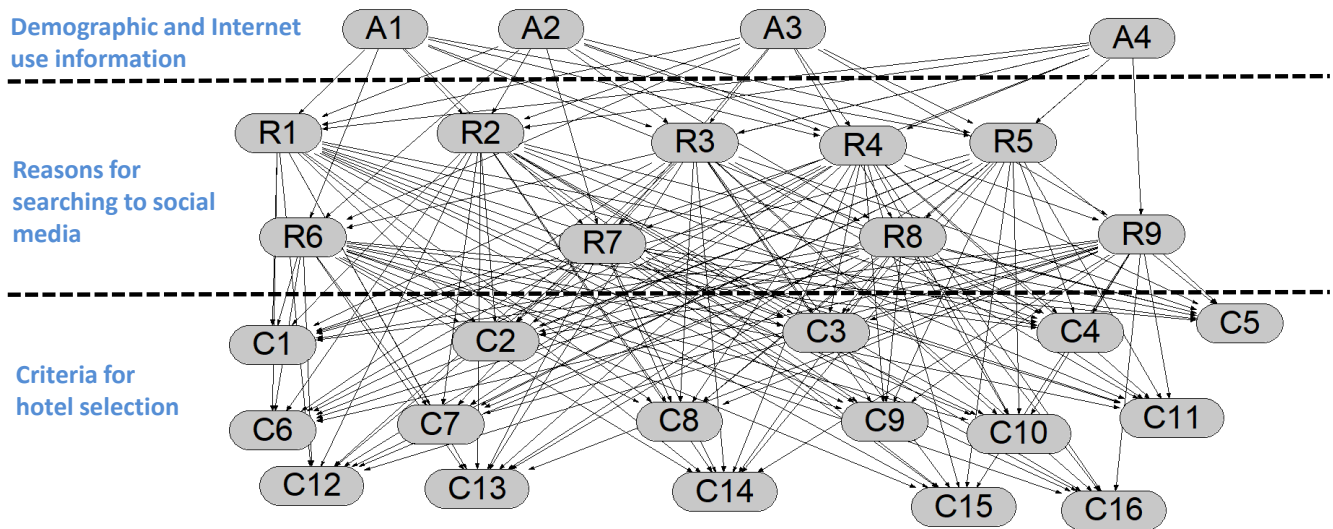 Demographic and Internet
use information
A1 A2 A3 A4
Reasons for
searching to social
media
R1 R2 R3 R4 R5
R6 R7 R8 R9
Criteria for
hotel selection
C1 C2 C3 C4 C5
C6 C7 C8 C9 C10 C11
C12 C13 C14 C15 C16